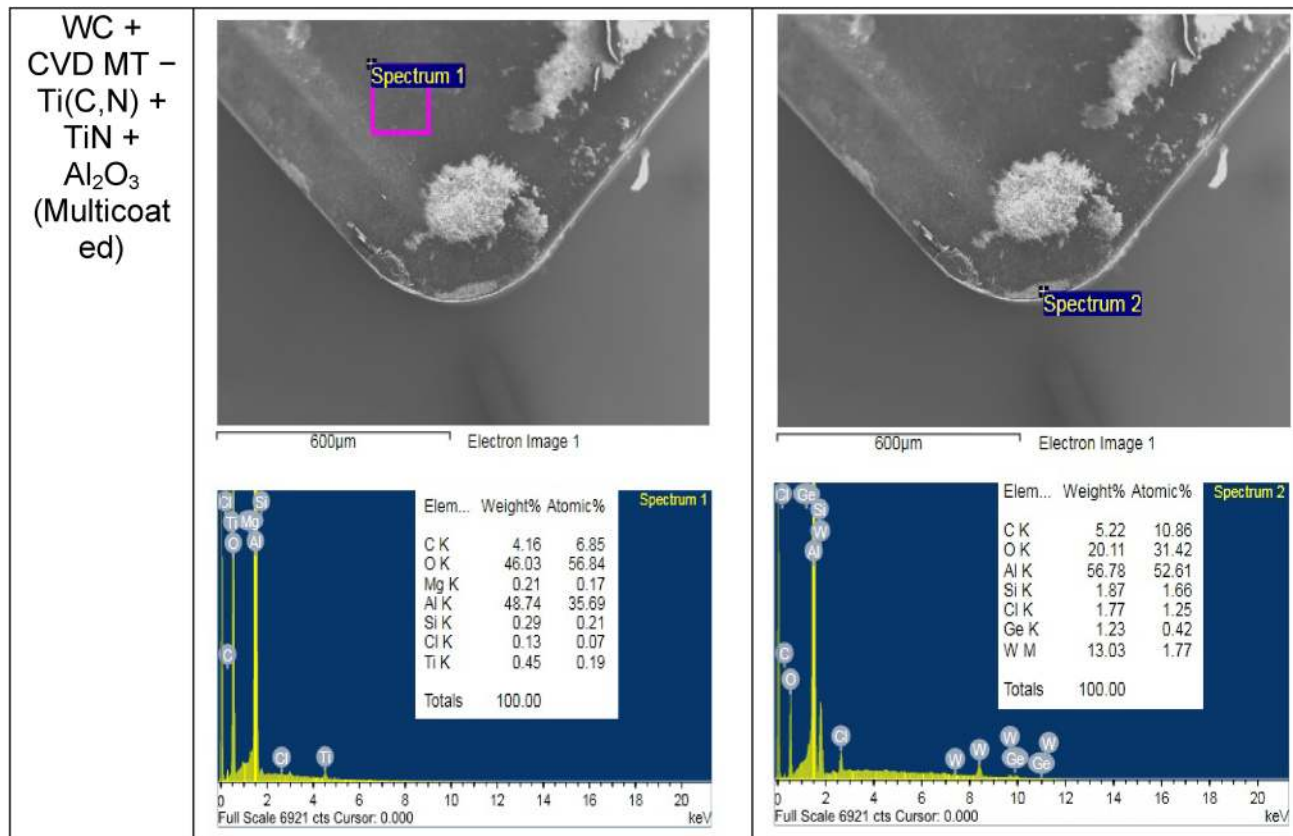 WC +
CVD MT –
Ti(C,N) +
TiN +
Al₂O₃
(Multicoat
ed)
Spectrum 1
600µm Electron Image 1
Spectrum 1
Elem... Weight% Atomic%
C K 4.16 6.85
O K 46.03 56.84
Mg K 0.21 0.17
Al K 48.74 35.69
Si K 0.29 0.21
Cl K 0.13 0.07
Ti K 0.45 0.19
Totals 100.00
Cl Si
Ti Mg
O Al
C
Cl Ti
0 2 4 6 8 10 12 14 16 18 20
Full Scale 6921 cts Cursor: 0.000 keV
Spectrum 2
600µm Electron Image 1
Spectrum 2
Elem... Weight% Atomic%
C K 5.22 10.86
O K 20.11 31.42
Al K 56.78 52.61
Si K 1.87 1.66
Cl K 1.77 1.25
Ge K 1.23 0.42
W M 13.03 1.77
Totals 100.00
Cl Ge
Si
W
Al
C
O
Cl W W W Ge W Ge
0 2 4 6 8 10 12 14 16 18 20
Full Scale 6921 cts Cursor: 0.000 keV